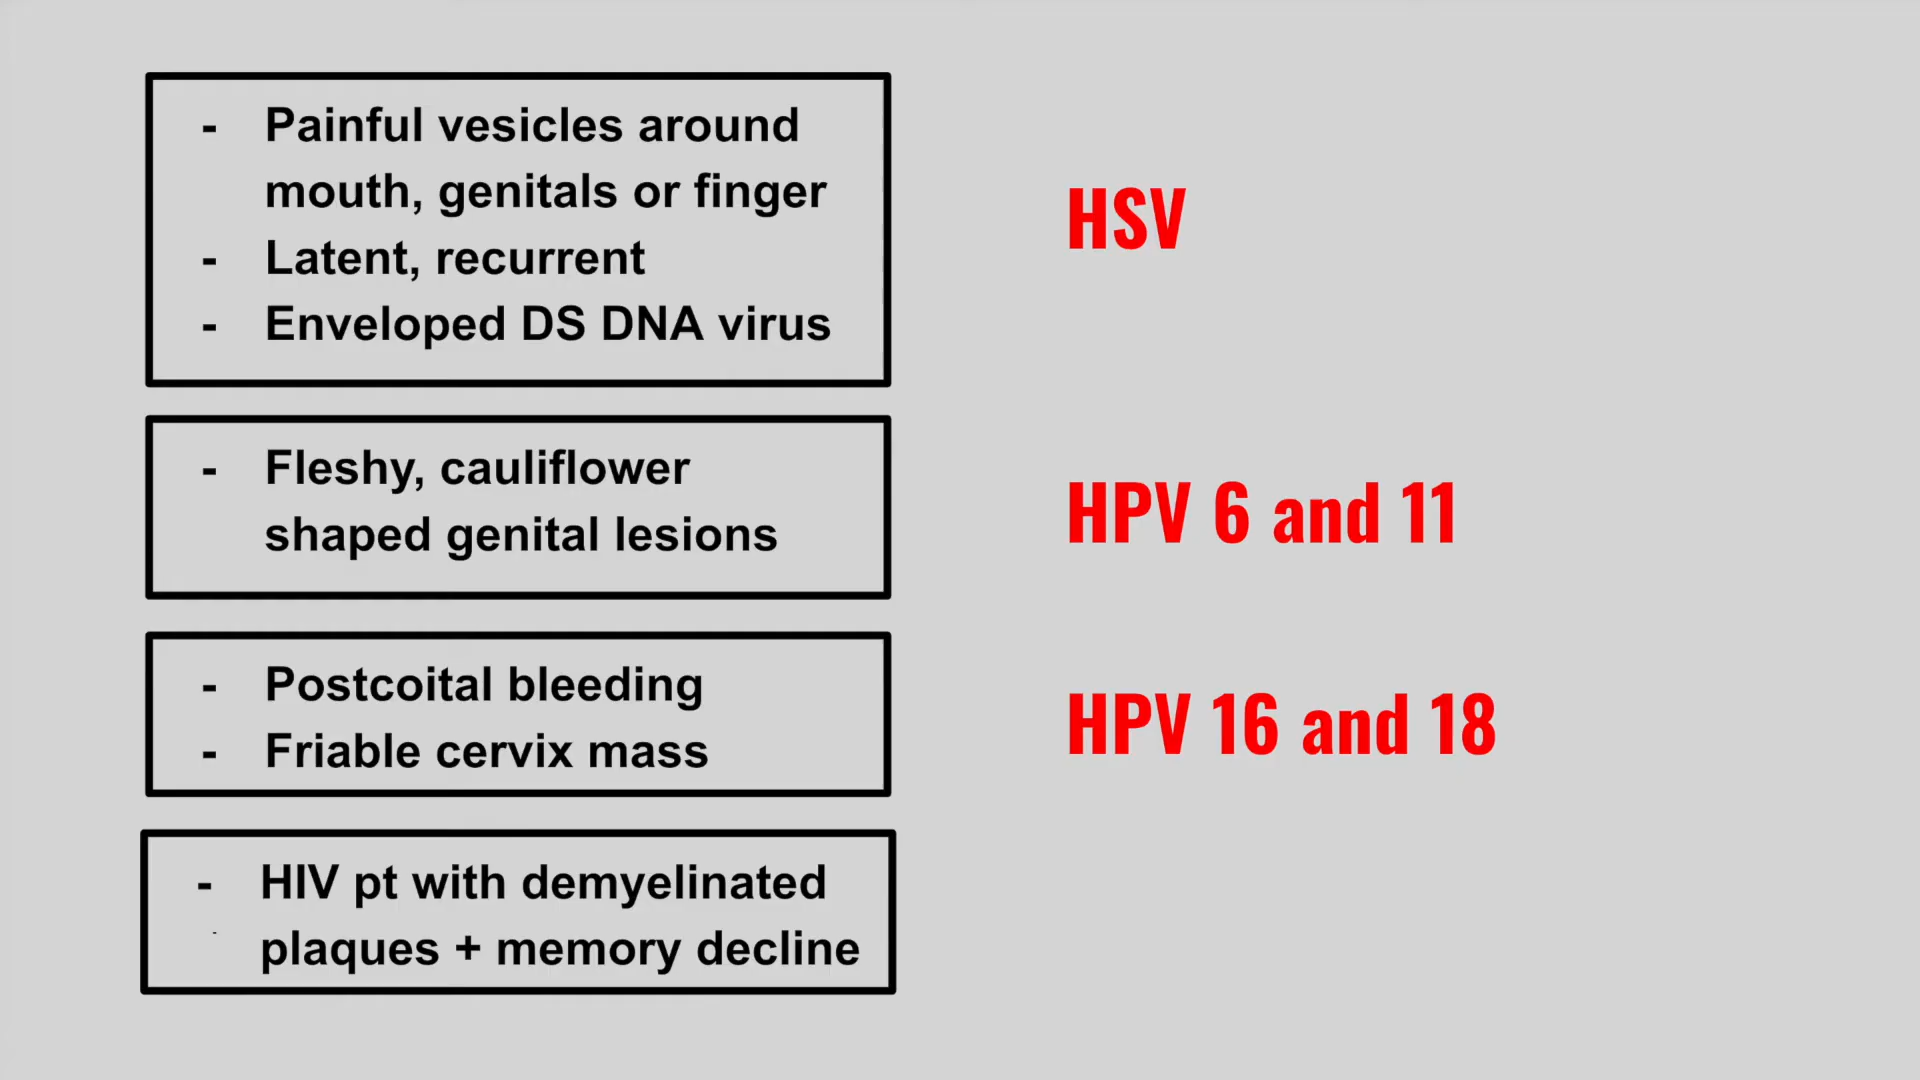 - Painful vesicles around
mouth, genitals or finger
- Latent, recurrent
- Enveloped DS DNA virus
HSV
- Fleshy, cauliflower
shaped genital lesions
HPV 6 and 11
- Postcoital bleeding
- Friable cervix mass
HPV 16 and 18
- HIV pt with demyelinated
plaques + memory decline